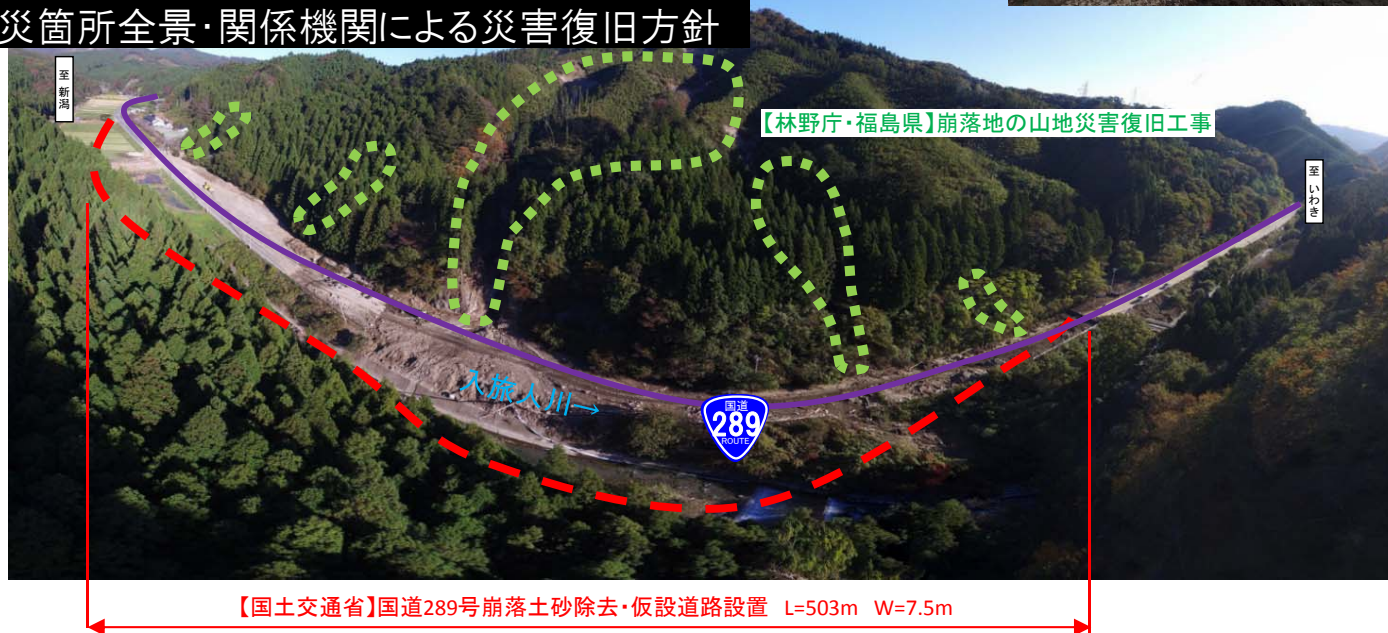 災箇所全景・関係機関による災害復旧方針
至 新潟
【林野庁・福島県】崩落地の山地災害復旧工事
至 いわき
入旅人川→
国道
289
ROUTE
【国土交通省】国道289号崩落土砂除去・仮設道路設置 L=503m W=7.5m